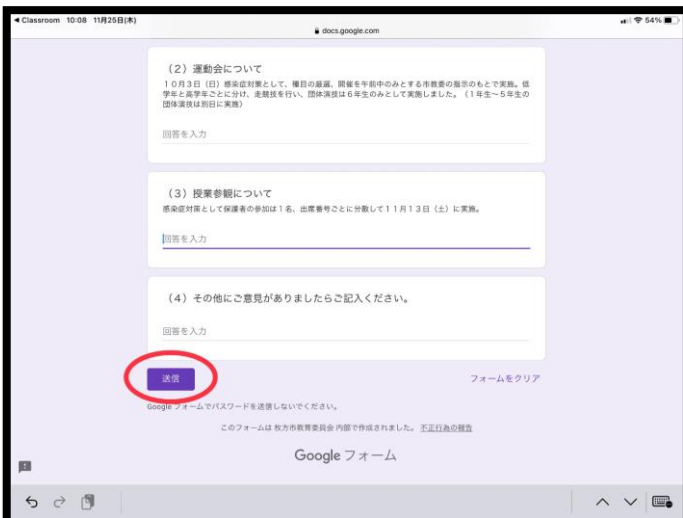 ◀Classroom 10:08 11月25日(木)
54%
docs.google.com
(2) 運動会について
10月3日(日)感染症対策として、種目の厳選、開催を午前中のみとする市教委の指示のもとで実施。低
学年と高学年ごとに分け、走競技を行い、団体演技は6年生のみとして実施しました。(1年生～5年生の
団体演技は別日に実施)
回答を入力
(3) 授業参観について
感染症対策として保護者の参加は1名、出席番号ごとに分散して11月13日(土)に実施。
回答を入力
(4) その他にご意見がありましたらご記入ください。
回答を入力
送信 フォームをクリア
Google フォームでパスワードを送信しないでください。
このフォームは 枚方市教育委員会 内部で作成されました。 不正行為の報告
Google フォーム